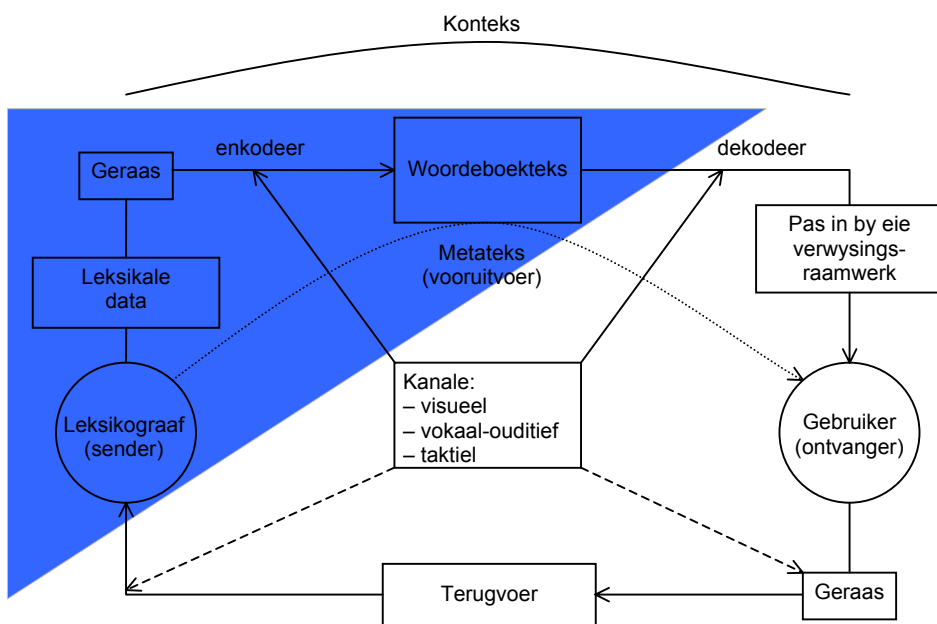 Konteks
enkodeer
dekodeer
Geraas
Woordeboekteks
Pas in by eie
verwysings-
raamwerk
Metateks
(vooruitvoer)
Leksikale
data
Kanale:
– visueel
– vokaal-ouditief
– taktiel
Leksikograaf
(sender)
Gebruiker
(ontvanger)
Terugvoer
Geraas